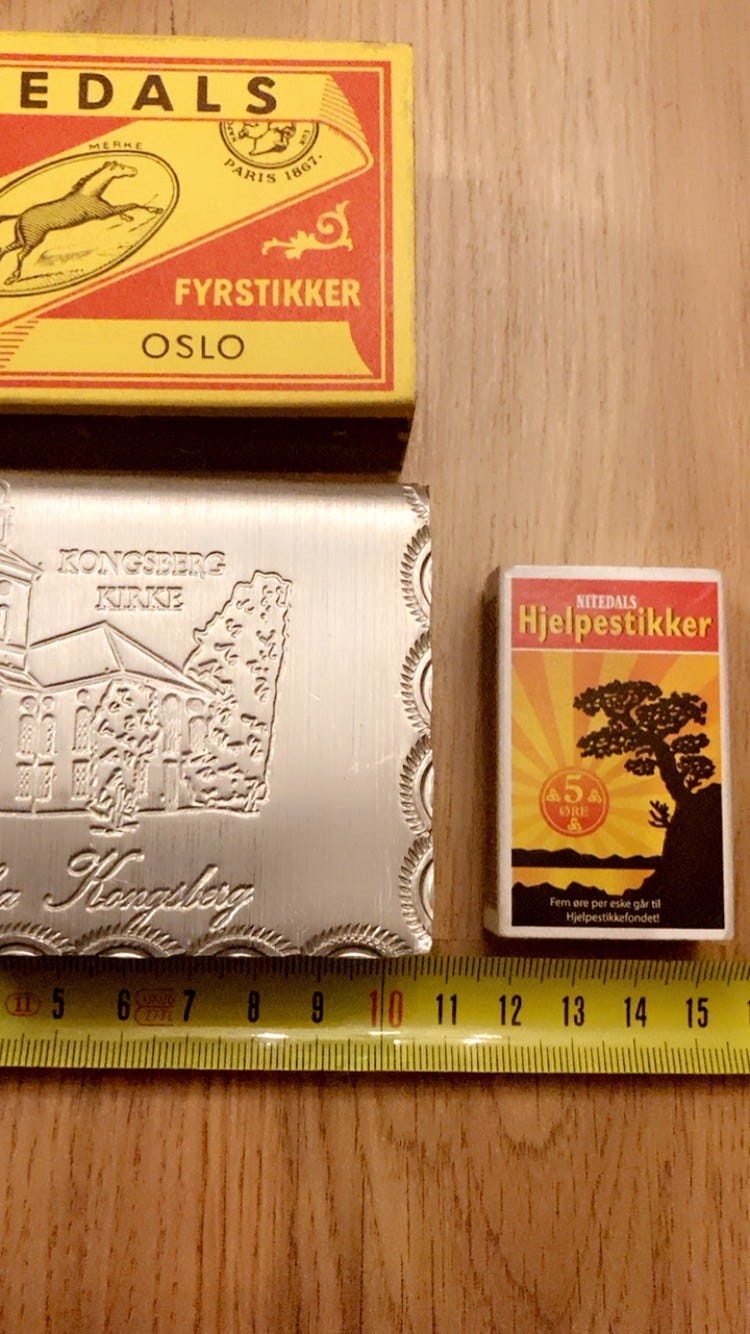 EDALS
MERKE
PARIS 1867.
FYRSTIKKER
OSLO
KONGSBERG
KIRKE
Kongsberg
NITEDALS
Hjelpestikker
5
ØRE
Fem øre per eske går til
Hjelpestikkefondet!
II 5 6 7 8 9 10 11 12 13 14 15